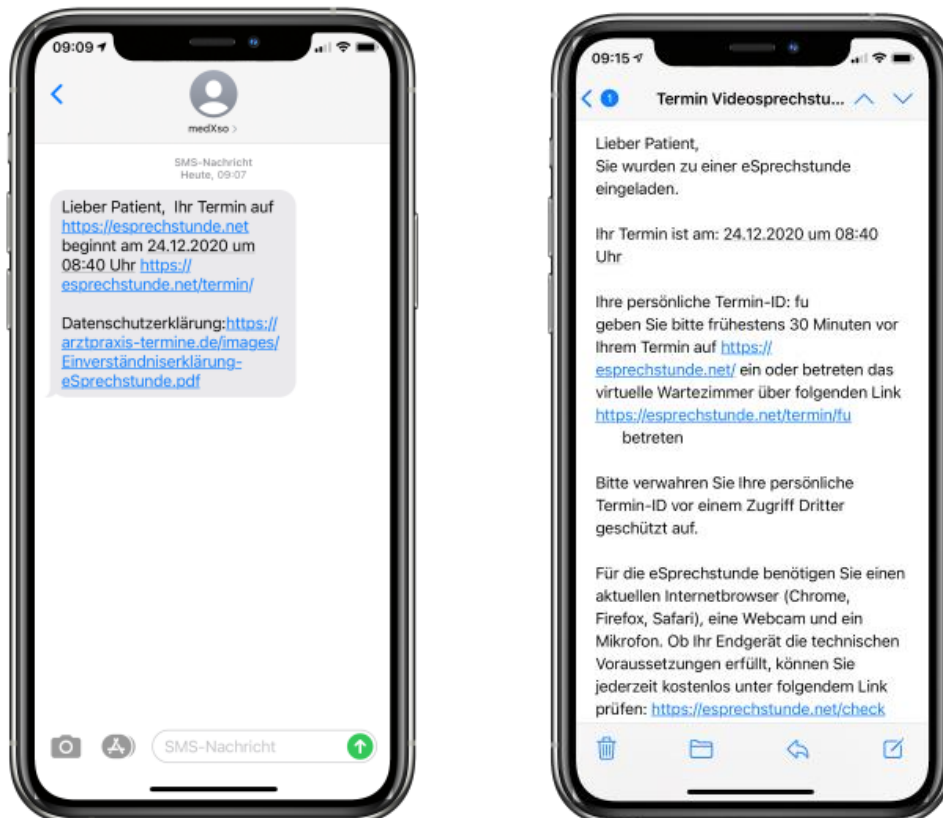 09:09
medXso >
SMS-Nachricht
Heute, 09:07
Lieber Patient, Ihr Termin auf
https://esprechstunde.net
beginnt am 24.12.2020 um
08:40 Uhr https://
esprechstunde.net/termin/
Datenschutzerklärung:https://
arztpraxis-termine.de/images/
Einverständniserklärung-
eSprechstunde.pdf
SMS-Nachricht
09:15
1
Termin Videosprechstu...
Lieber Patient,
Sie wurden zu einer eSprechstunde
eingeladen.
Ihr Termin ist am: 24.12.2020 um 08:40
Uhr
Ihre persönliche Termin-ID: fu
geben Sie bitte frühestens 30 Minuten vor
Ihrem Termin auf https://
esprechstunde.net/ ein oder betreten das
virtuelle Wartezimmer über folgenden Link
https://esprechstunde.net/termin/fu
betreten
Bitte verwahren Sie Ihre persönliche
Termin-ID vor einem Zugriff Dritter
geschützt auf.
Für die eSprechstunde benötigen Sie einen
aktuellen Internetbrowser (Chrome,
Firefox, Safari), eine Webcam und ein
Mikrofon. Ob Ihr Endgerät die technischen
Voraussetzungen erfüllt, können Sie
jederzeit kostenlos unter folgendem Link
prüfen: https://esprechstunde.net/check